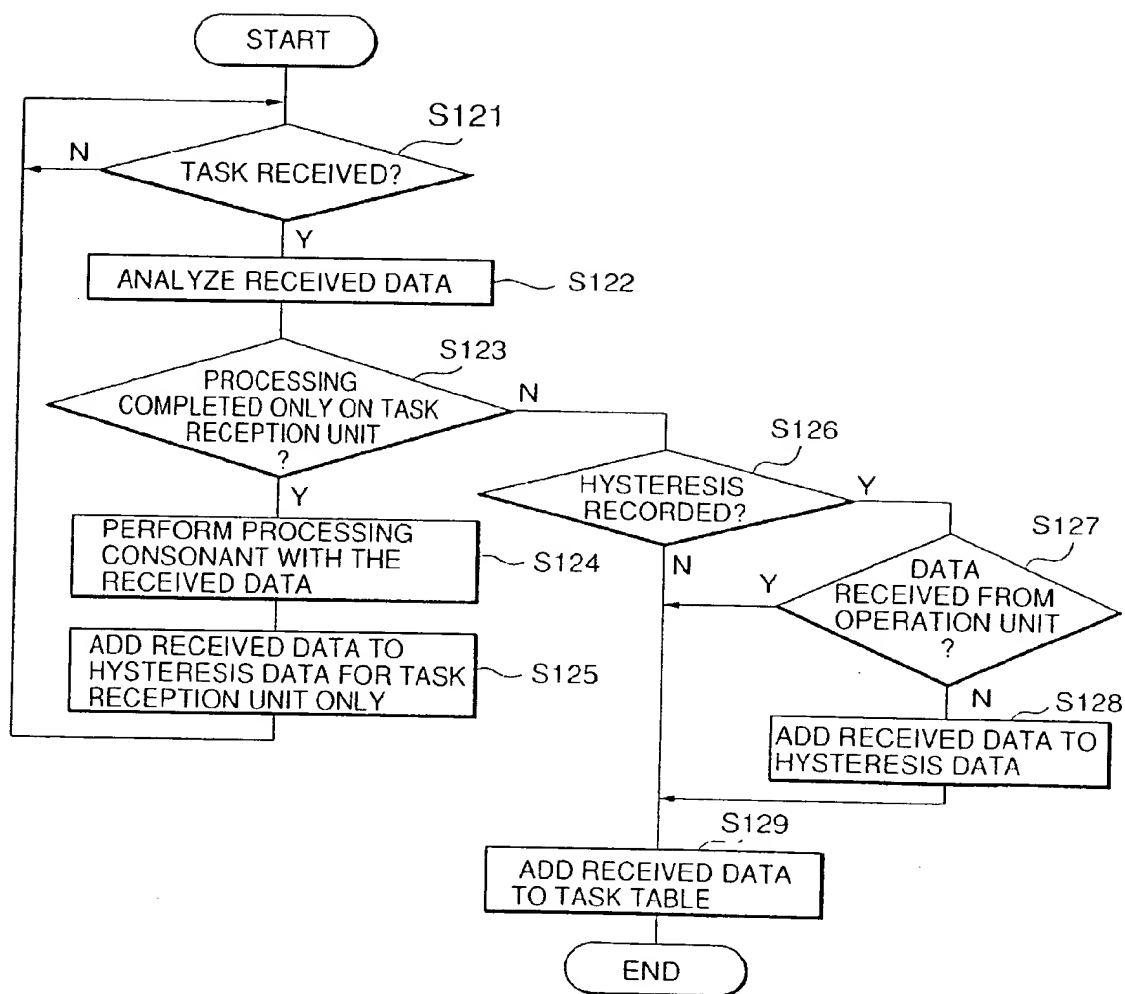 START
S121
N
TASK RECEIVED?
Y
ANALYZE RECEIVED DATA
S122
S123
PROCESSING
COMPLETED ONLY ON TASK
RECEPTION UNIT
?
N
Y
S126
HYSTERESIS
RECORDED?
Y
N
PERFORM PROCESSING
CONSONANT WITH THE
RECEIVED DATA
S124
S127
DATA
RECEIVED FROM
OPERATION UNIT
?
Y
N
ADD RECEIVED DATA TO
HYSTERESIS DATA FOR TASK
RECEPTION UNIT ONLY
S125
S128
ADD RECEIVED DATA TO
HYSTERESIS DATA
S129
ADD RECEIVED DATA
TO TASK TABLE
END